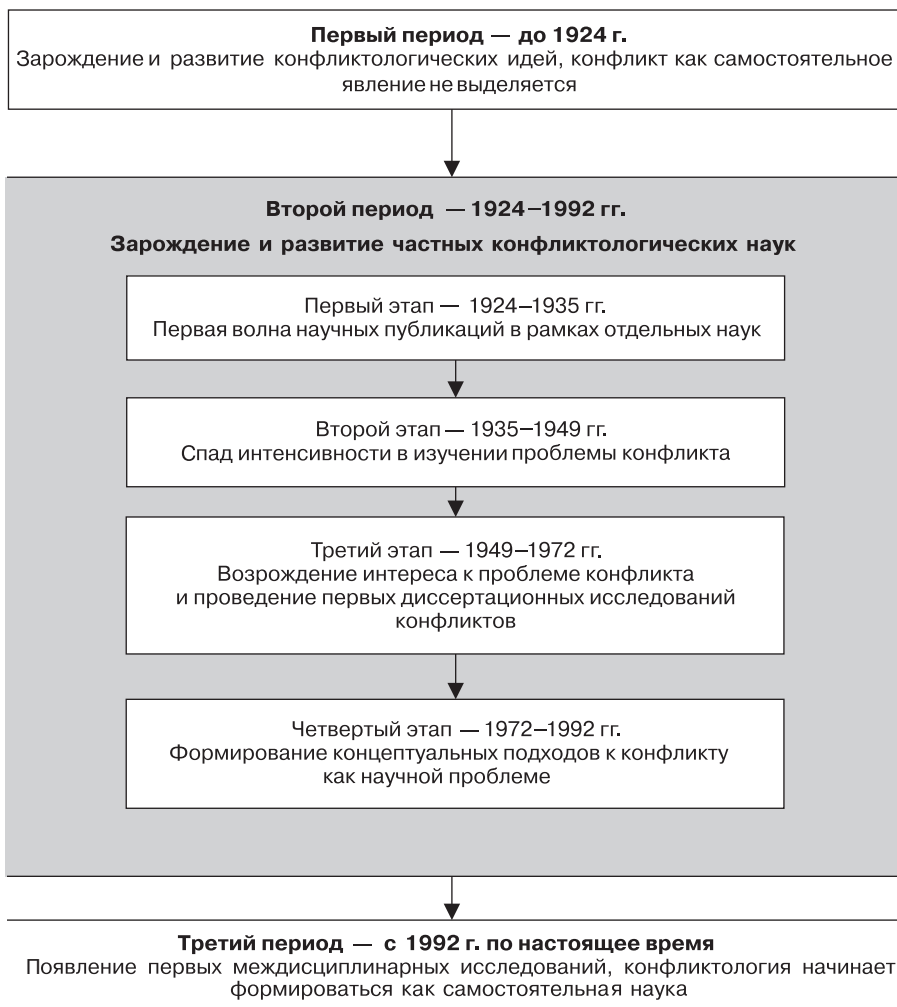 Первый период — до 1924 г.
Зарождение и развитие конфликтологических идей, конфликт как самостоятельное
явление не выделяется
Второй период — 1924–1992 гг.
Зарождение и развитие частных конфликтологических наук
Первый этап — 1924–1935 гг.
Первая волна научных публикаций в рамках отдельных наук
Второй этап — 1935–1949 гг.
Спад интенсивности в изучении проблемы конфликта
Третий этап — 1949–1972 гг.
Возрождение интереса к проблеме конфликта
и проведение первых диссертационных исследований
конфликтов
Четвертый этап — 1972–1992 гг.
Формирование концептуальных подходов к конфликту
как научной проблеме
Третий период — с 1992 г. по настоящее время
Появление первых междисциплинарных исследований, конфликтология начинает
формироваться как самостоятельная наука